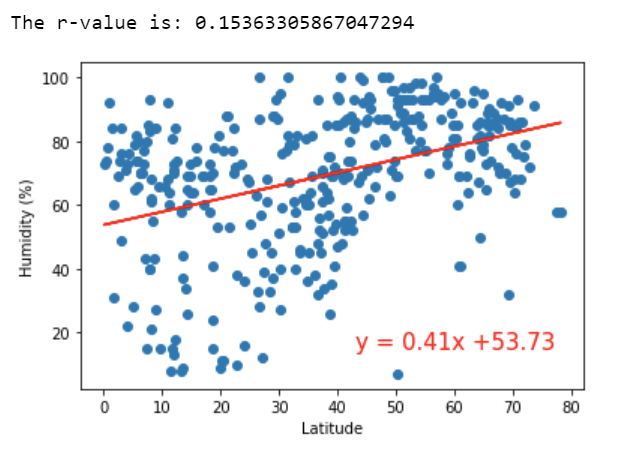 The r-value is: 0.15363305867047294
100
80
60
40
20
Humidity (%)
y = 0.41x +53.73
0 10 20 30 40 50 60 70 80
Latitude